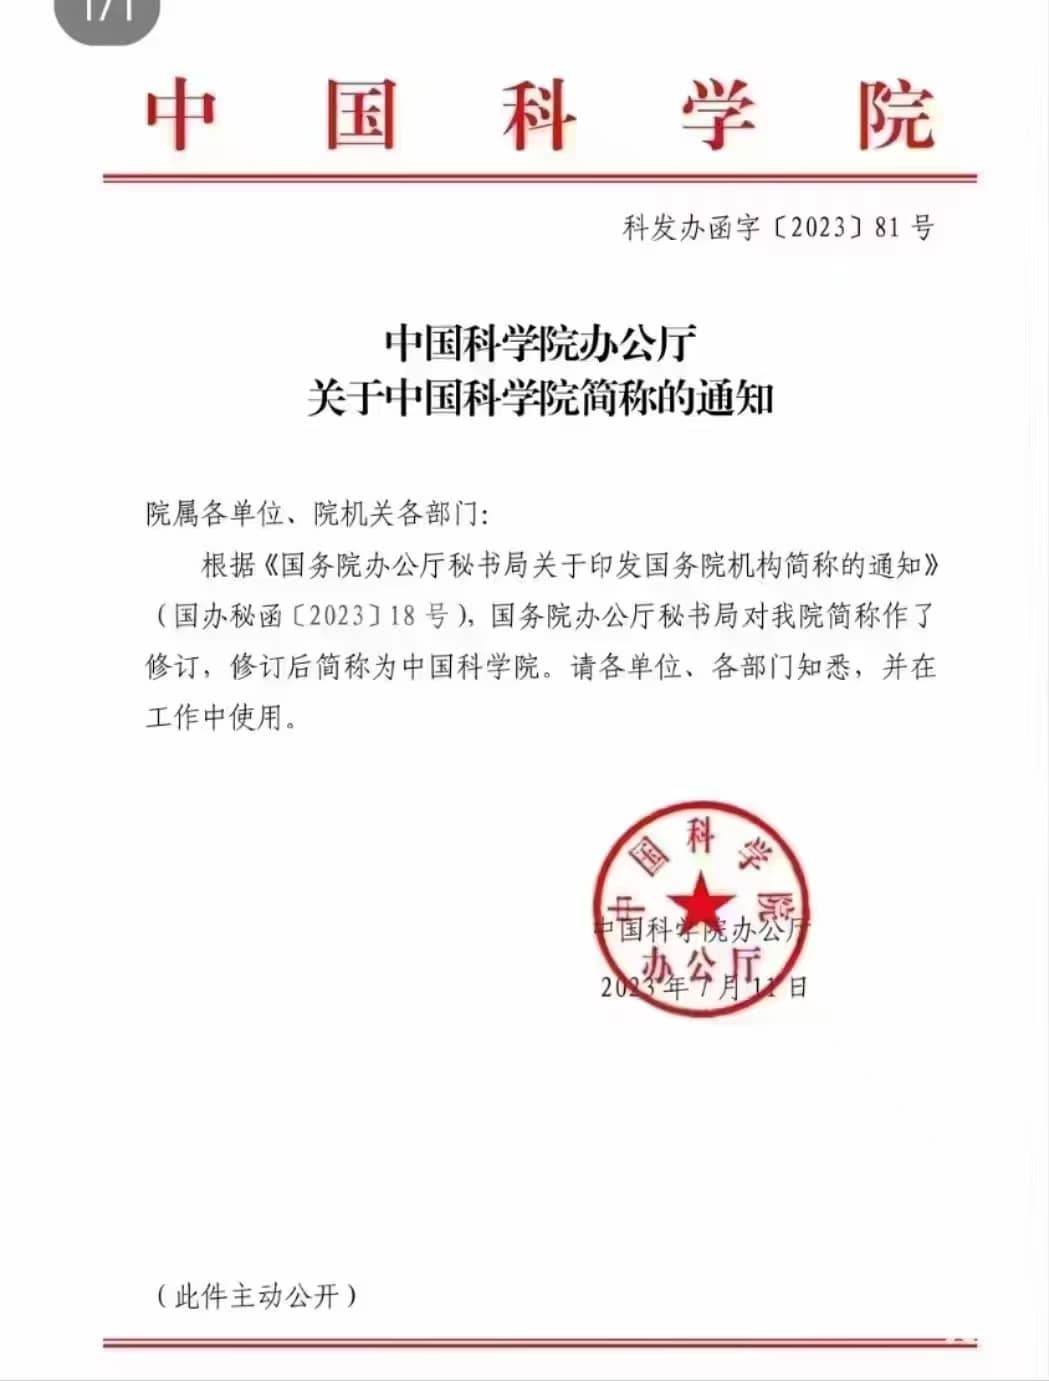 1/1
中国科学院
科发办函字〔2023〕81号
中国科学院办公厅
关于中国科学院简称的通知
院属各单位、院机关各部门:
根据《国务院办公厅秘书局关于印发国务院机构简称的通知》
(国办秘函〔2023〕18号), 国务院办公厅秘书局对我院简称作了
修订, 修订后简称为中国科学院。请各单位、各部门知悉, 并在
工作中使用。
中国科学院
办公厅
中国科学院办公厅
2023年7月11日
(此件主动公开)